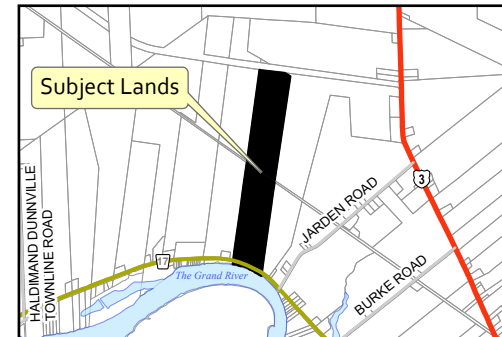 Subject Lands
3
JARDEN ROAD
HALDIMAND DUNNVILLE
TOWNLINE ROAD
17
The Grand River
BURKE ROAD